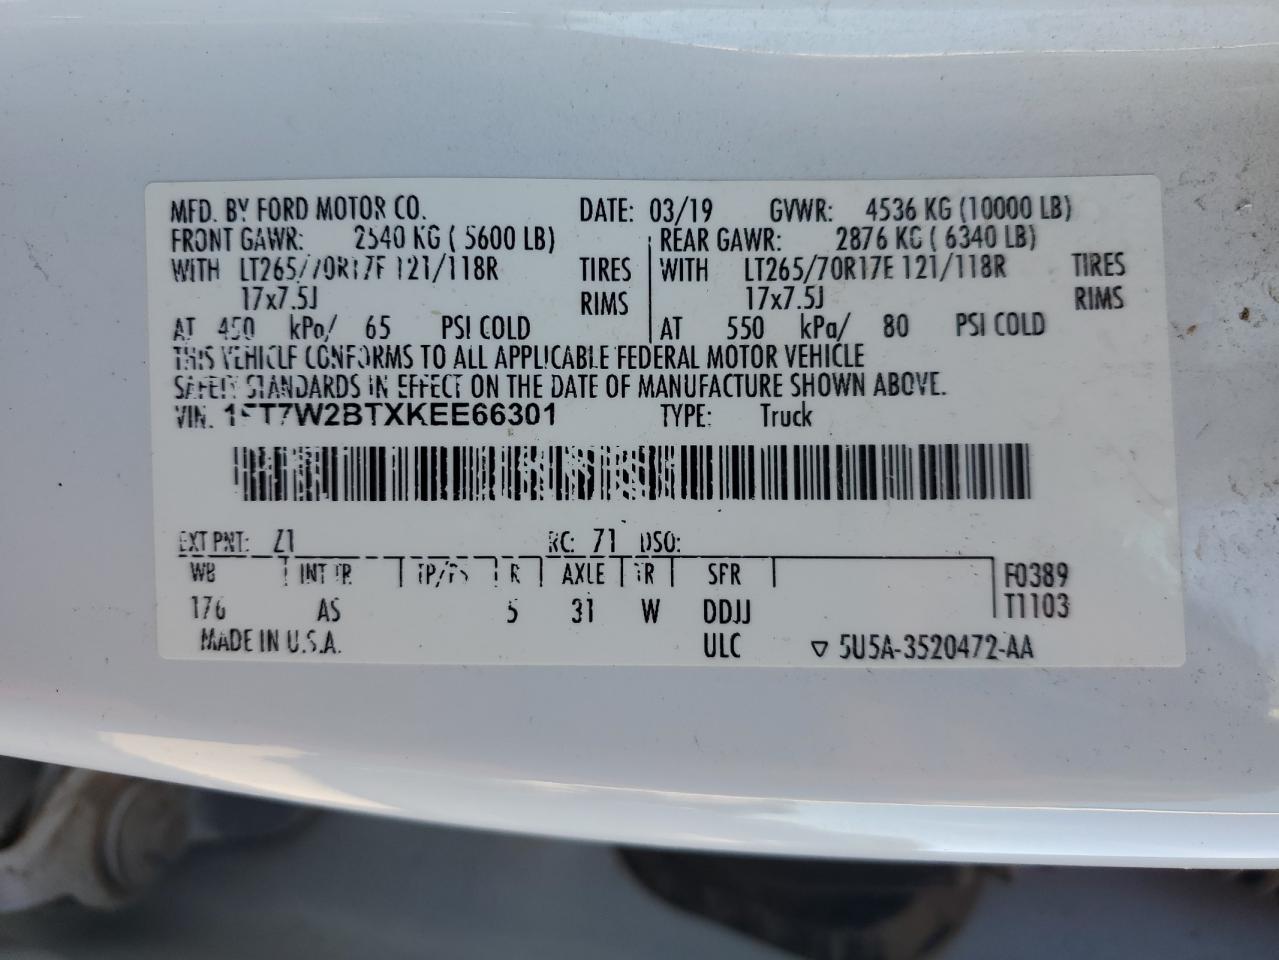 MFD. BY FORD MOTOR CO. DATE: 03/19 GVWR: 4536 KG (10000 LB)
FRONT GAWR: 2540 KG ( 5600 LB) REAR GAWR: 2876 KG ( 6340 LB)
WITH LT265/70R17E 121/118R TIRES WITH LT265/70R17E 121/118R TIRES
17x7.5J RIMS 17x7.5J RIMS
AT 450 kPa/ 65 PSI COLD AT 550 kPa/ 80 PSI COLD
THIS VEHICLE CONFORMS TO ALL APPLICABLE FEDERAL MOTOR VEHICLE
SAFETY STANDARDS IN EFFECT ON THE DATE OF MANUFACTURE SHOWN ABOVE.
VIN: 1FT7W2BTXKEE66301 TYPE: Truck
EXT PNT: Z1 RC: 71 DSO:
WB INT TR TP/PS R AXLE TR SFR F0389
176 AS 5 31 W DDJJ T1103
MADE IN U.S.A. ULC ▽ 5U5A-3520472-AA